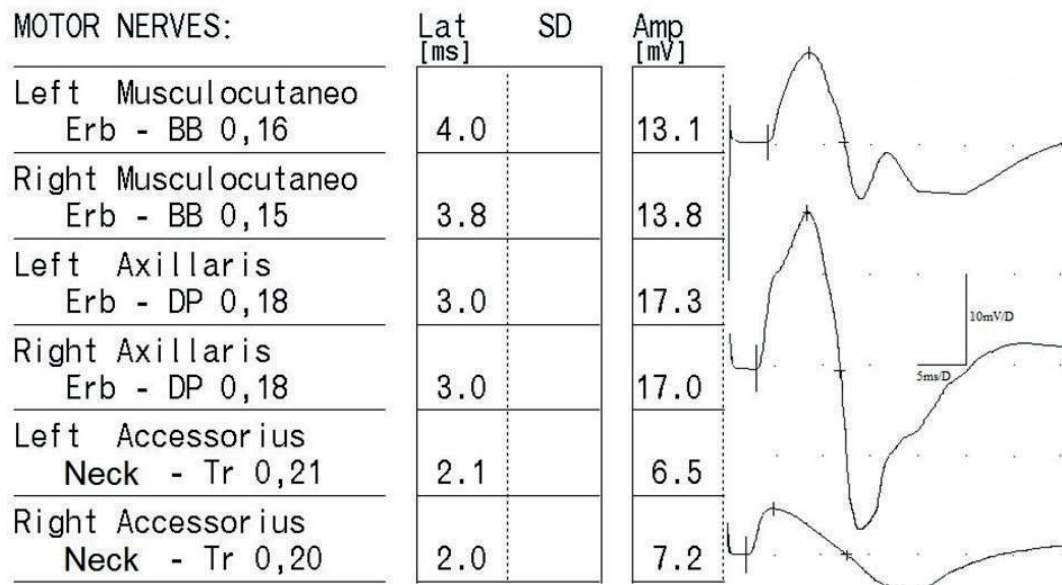 MOTOR NERVES: Lat SD Amp
[ms] [mV]
Left Musculocutaneo
Erb - BB 0,16 4.0 13.1
Right Musculocutaneo
Erb - BB 0,15 3.8 13.8
Left Axillaris
Erb - DP 0,18 3.0 17.3
10mV/D
Right Axillaris
Erb - DP 0,18 3.0 17.0
5ms/D
Left Accessorius
Neck - Tr 0,21 2.1 6.5
Right Accessorius
Neck - Tr 0,20 2.0 7.2